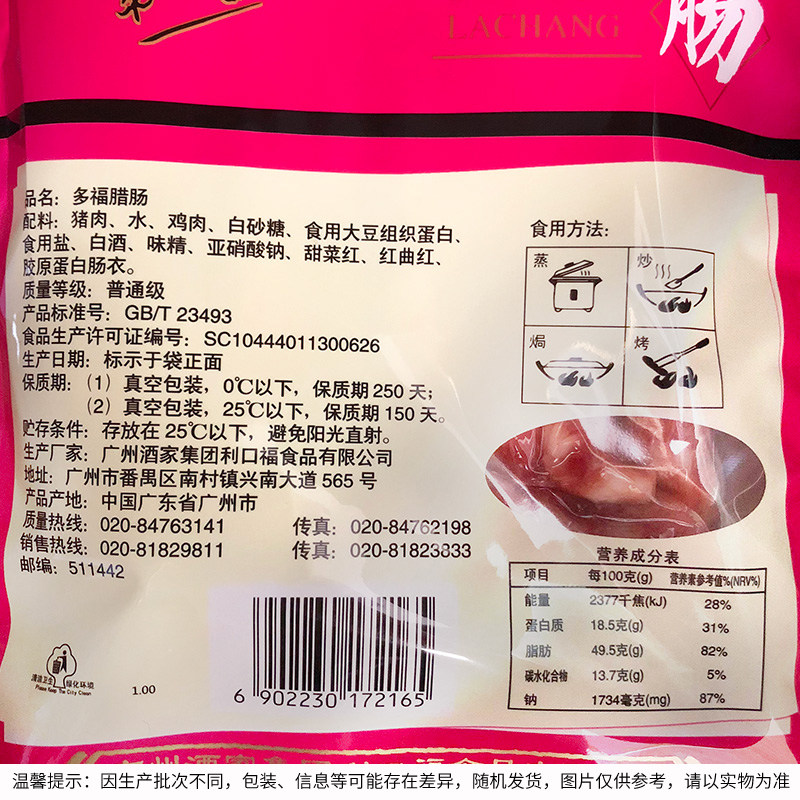 LACHANG
肠
品名：多福腊肠
配料：猪肉、水、鸡肉、白砂糖、食用大豆组织蛋白、
食用盐、白酒、味精、亚硝酸钠、甜菜红、红曲红、
胶原蛋白肠衣。
质量等级：普通级
产品标准号：GB/T 23493
食品生产许可证编号：SC10444011300626
生产日期：标示于袋正面
保质期：（1）真空包装，0℃以下，保质期250天；
（2）真空包装，25℃以下，保质期150天。
贮存条件：存放在25℃以下，避免阳光直射。
生产厂家：广州酒家集团利口福食品有限公司
地址：广州市番禺区南村镇兴南大道565号
产品产地：中国广东省广州市
质量热线：020-84763141 传真：020-84762198
销售热线：020-81829811 传真：020-81823833
邮编：511442
食用方法：
蒸 炒
焗 烤
营养成分表
项目 每100克(g) 营养素参考值%(NRV%)
能量 2377千焦(kJ) 28%
蛋白质 18.5克(g) 31%
脂肪 49.5克(g) 82%
碳水化合物 13.7克(g) 5%
钠 1734毫克(mg) 87%
清洁卫生 绿化环境
Please Keep The City Clean
1.00
6 902230 172165
温馨提示：因生产批次不同，包装、信息等可能存在差异，随机发货，图片仅供参考，请以实物为准